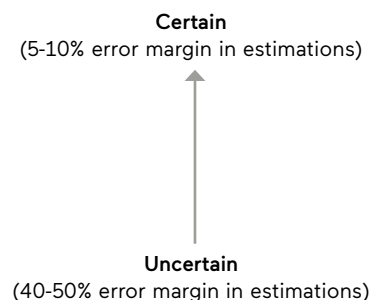 Certain
(5-10% error margin in estimations)
Uncertain
(40-50% error margin in estimations)